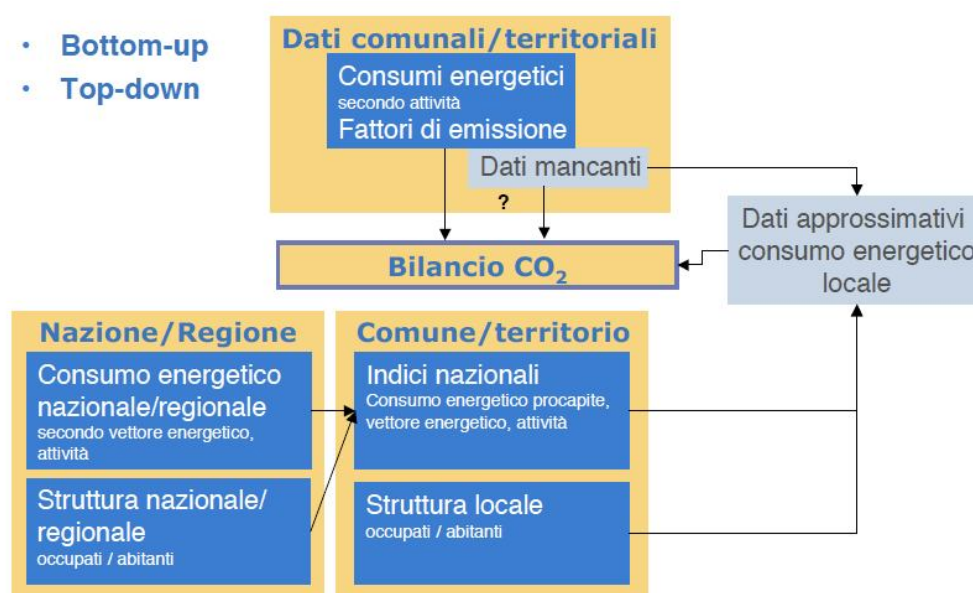 • Bottom-up
• Top-down
Dati comunali/territoriali
Consumi energetici
secondo attività
Fattori di emissione
Dati mancanti
?
Bilancio CO₂
Dati approssimativi
consumo energetico
locale
Nazione/Regione
Consumo energetico
nazionale/regionale
secondo vettore energetico,
attività
Struttura nazionale/
regionale
occupati / abitanti
Comune/territorio
Indici nazionali
Consumo energetico procapite,
vettore energetico, attività
Struttura locale
occupati / abitanti